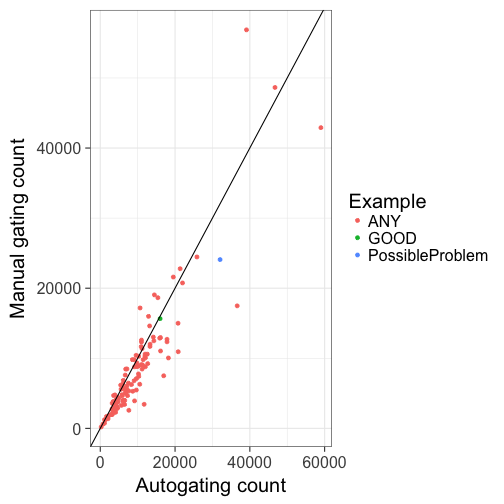 Manual gating count
40000
20000
0
0
20000
40000
60000
Autogating count
Example
ANY
GOOD
PossibleProblem